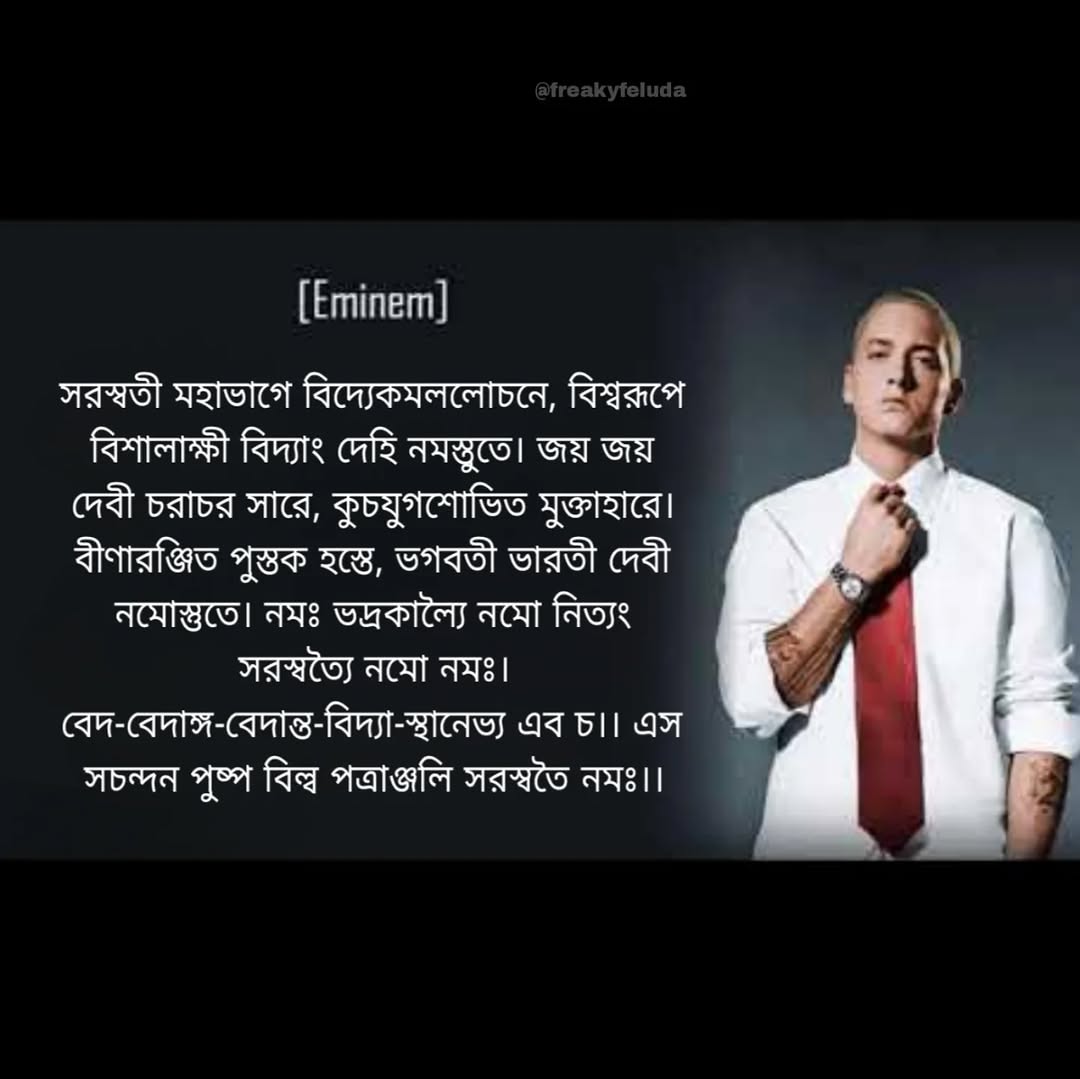 @freakyfeluda
[Eminem]
সরস্বতী মহাভাগে বিদ্যেকমললোচনে, বিশ্বরূপে
বিশালাক্ষী বিদ্যাং দেহি নমস্তুতে। জয় জয়
দেবী চরাচর সারে, কুচযুগশোভিত মুক্তাহারে।
বীণারঞ্জিত পুস্তক হস্তে, ভগবতী ভারতী দেবী
নমোস্তুতে। নমঃ ভদ্রকাল্যৈ নমো নিত্যং
সরস্বত্যৈ নমো নমঃ।
বেদ-বেদাঙ্গ-বেদান্ত-বিদ্যা-স্থানেভ্য এব চ।। এস
সচন্দন পুষ্প বিল্ব পত্রাঞ্জলি সরস্বতৈ নমঃ।।